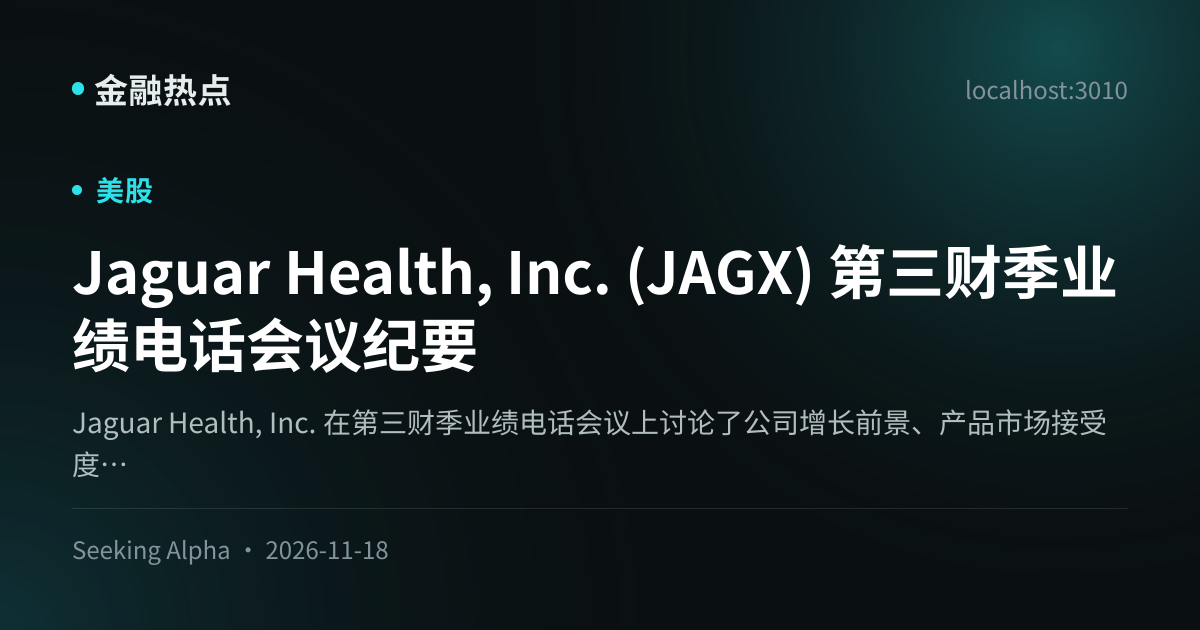 金融热点
localhost:3010
美股
Jaguar Health, Inc. (JAGX) 第三财季业
绩电话会议纪要
Jaguar Health, Inc. 在第三财季业绩电话会议上讨论了公司增长前景、产品市场接受
度…
Seeking Alpha · 2026-11-18